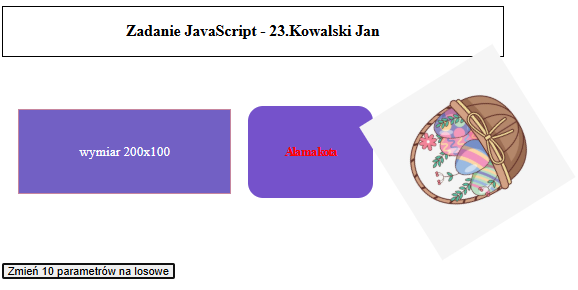 Zadanie JavaScript - 23.Kowalski Jan
wymiar 200x100
Alamakota
Zmień 10 parametrów na losowe